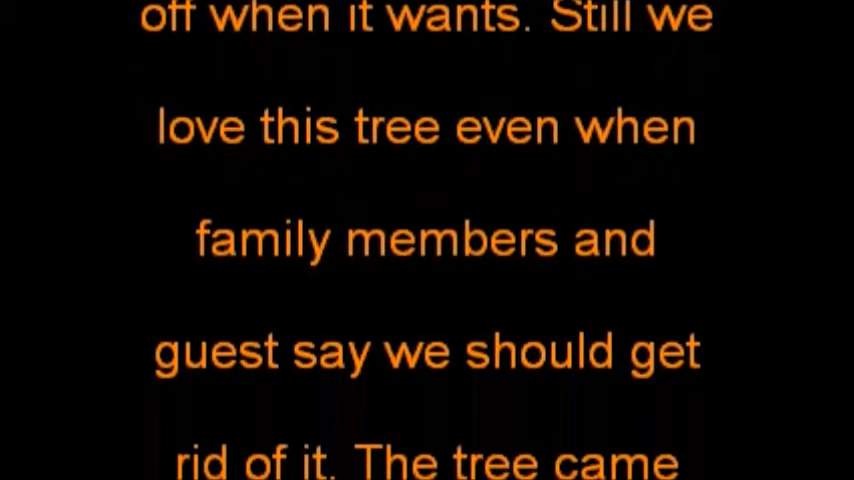 off when it wants. Still we
love this tree even when
family members and
guest say we should get
rid of it. The tree came